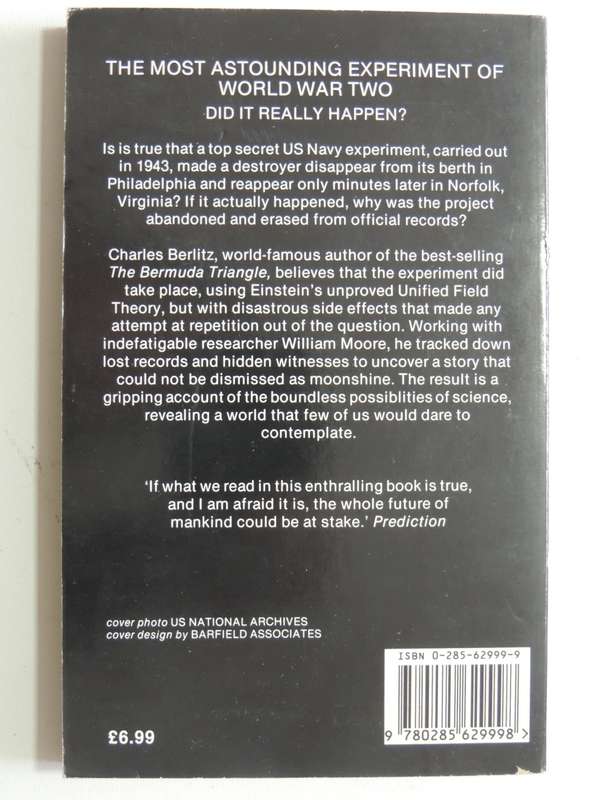 THE MOST ASTOUNDING EXPERIMENT OF
WORLD WAR TWO
DID IT REALLY HAPPEN?
Is is true that a top secret US Navy experiment, carried out
in 1943, made a destroyer disappear from its berth in
Philadelphia and reappear only minutes later in Norfolk,
Virginia? If it actually happened, why was the project
abandoned and erased from official records?
Charles Berlitz, world-famous author of the best-selling
The Bermuda Triangle, believes that the experiment did
take place, using Einstein's unproved Unified Field
Theory, but with disastrous side effects that made any
attempt at repetition out of the question. Working with
indefatigable researcher William Moore, he tracked down
lost records and hidden witnesses to uncover a story that
could not be dismissed as moonshine. The result is a
gripping account of the boundless possiblities of science,
revealing a world that few of us would dare to
contemplate.
'If what we read in this enthralling book is true,
and I am afraid it is, the whole future of
mankind could be at stake.' Prediction
cover photo US NATIONAL ARCHIVES
cover design by BARFIELD ASSOCIATES
ISBN 0-285-62999-9
9 780285 629998 >
£6.99